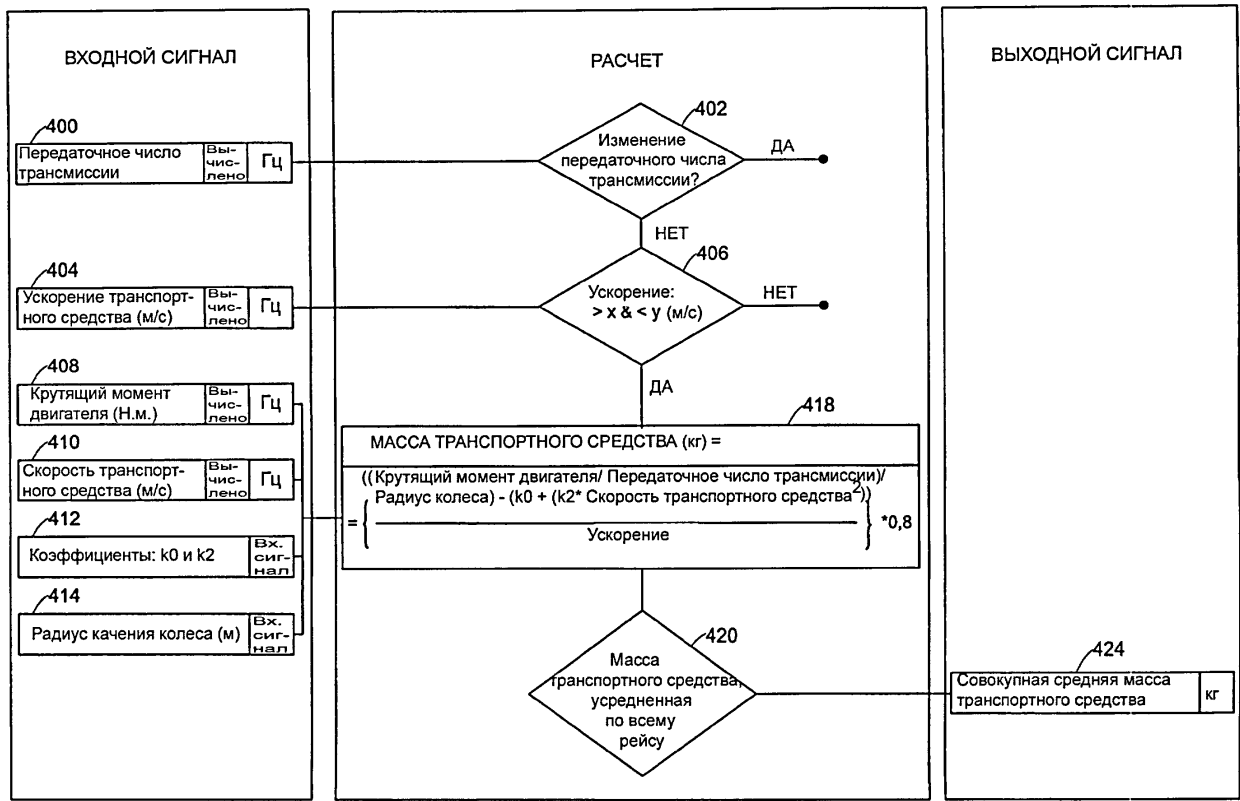 ВХОДНОЙ СИГНАЛ
400
Передаточное число
трансмиссии
Вы-
чис-
лено
Гц
404
Ускорение транспорт-
ного средства (м/с)
Вы-
чис-
лено
Гц
408
Крутящий момент
двигателя (Н.м.)
Вы-
чис-
лено
Гц
410
Скорость транспорт-
ного средства (м/с)
Вы-
чис-
лено
Гц
412
Коэффициенты: k0 и k2
Вх.
сиг-
нал
414
Радиус качения колеса (м)
Вх.
сиг-
нал
РАСЧЕТ
402
Изменение
передаточного числа
трансмиссии?
ДА
НЕТ
406
Ускорение:
> x & < y (м/с)
НЕТ
ДА
418
МАССА ТРАНСПОРТНОГО СРЕДСТВА (кг) =
((Крутящий момент двигателя/ Передаточное число трансмиссии)/
Радиус колеса) - (k0 + (k2* Скорость транспортного средства²))
= { } *0,8
Ускорение
420
Масса
транспортного средства,
усредненная
по всему
рейсу
ВЫХОДНОЙ СИГНАЛ
424
Совокупная средняя масса
транспортного средства
кг